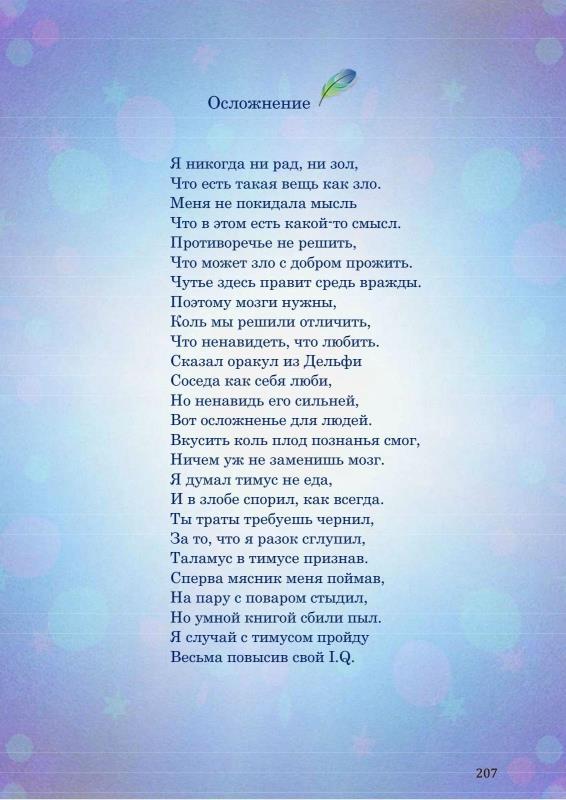 Осложнение
Я никогда ни рад, ни зол,
Что есть такая вещь как зло.
Меня не покидала мысль
Что в этом есть какой-то смысл.
Противоречье не решить,
Что может зло с добром прожить.
Чутье здесь правит средь вражды.
Поэтому мозги нужны,
Коль мы решили отличить,
Что ненавидеть, что любить.
Сказал оракул из Дельфи
Соседа как себя люби,
Но ненавидь его сильней,
Вот осложненье для людей.
Вкусить коль плод познанья смог,
Ничем уж не заменишь мозг.
Я думал тимус не еда,
И в злобе спорил, как всегда.
Ты траты требуешь чернил,
За то, что я разок сглупил,
Таламус в тимусе признав.
Сперва мясник меня поймав,
На пару с поваром стыдил,
Но умной книгой сбили пыл.
Я случай с тимусом пройду
Весьма повысив свой I.Q.
207